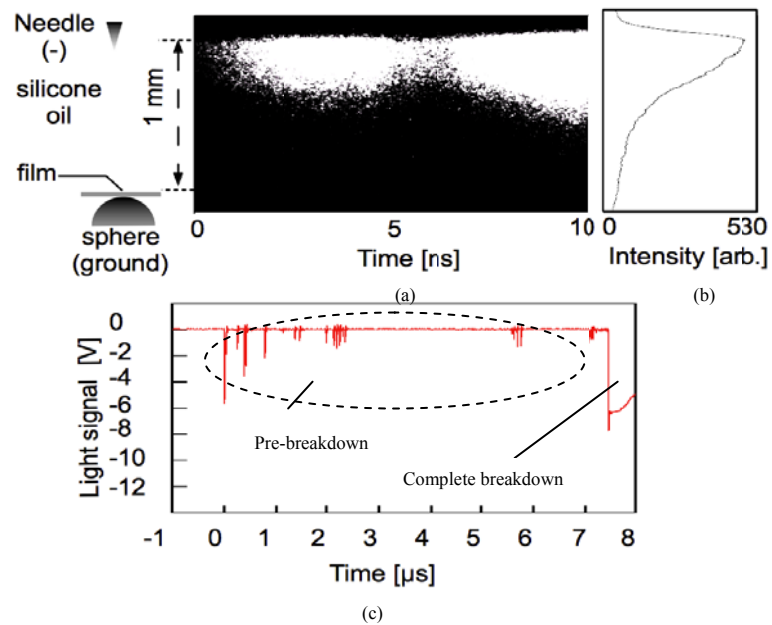 Needle
(-)
silicone
oil
film
sphere
(ground)
1 mm
0 5 10
Time [ns]
(a)
0 530
Intensity [arb.]
(b)
0
-2
-4
-6
-8
-10
-12
Light signal [V]
Pre-breakdown
Complete breakdown
-1 0 1 2 3 4 5 6 7 8
Time [µs]
(c)